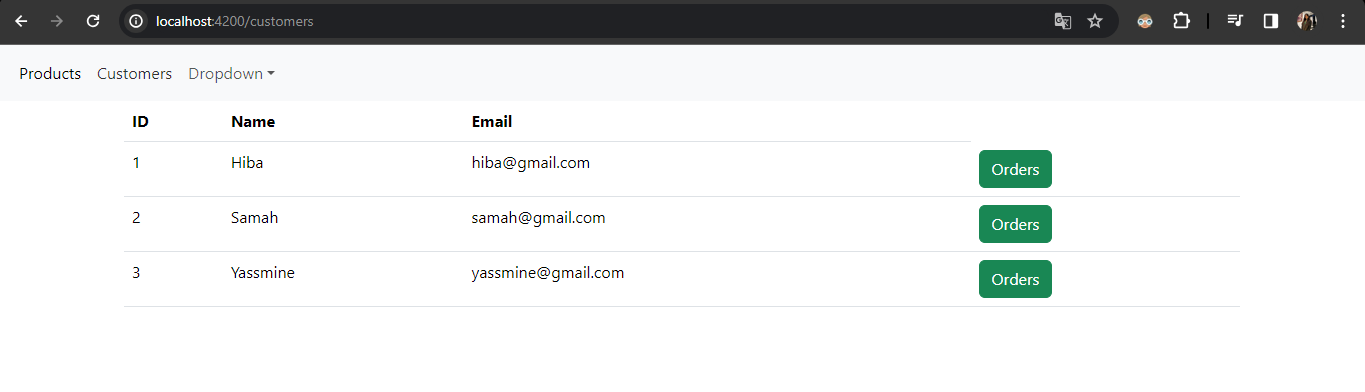 localhost:4200/customers
Products Customers Dropdown
ID Name Email
1 Hiba hiba@gmail.com Orders
2 Samah samah@gmail.com Orders
3 Yassmine yassmine@gmail.com Orders